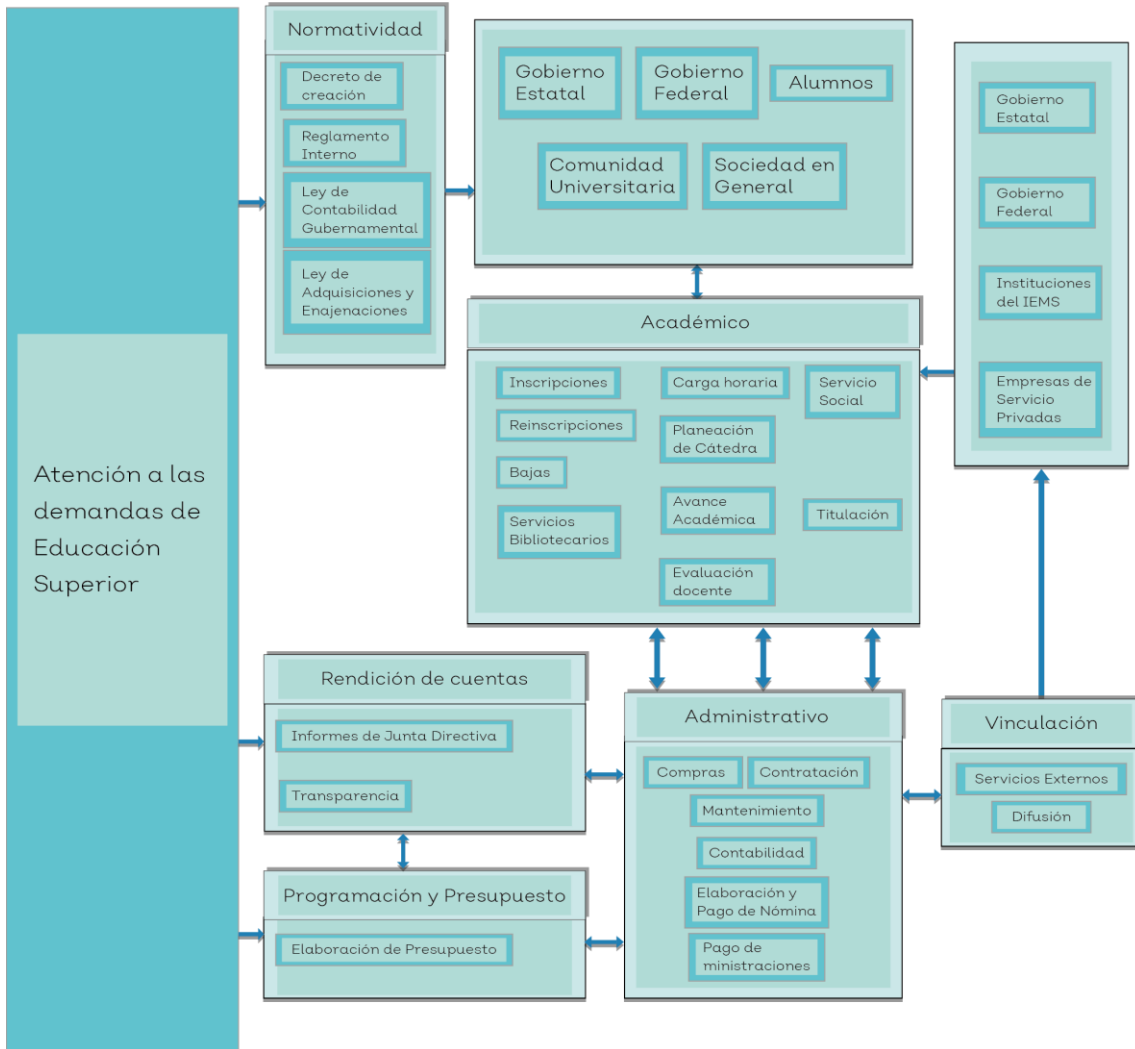 Atención a las
demandas de
Educación
Superior
Normatividad
Decreto de
creación
Reglamento
Interno
Ley de
Contabilidad
Gubernamental
Ley de
Adquisiciones y
Enajenaciones
Gobierno
Estatal
Gobierno
Federal
Alumnos
Comunidad
Universitaria
Sociedad en
General
Gobierno
Estatal
Gobierno
Federal
Instituciones
del IEMS
Empresas de
Servicio
Privadas
Académico
Inscripciones
Reinscripciones
Bajas
Servicios
Bibliotecarios
Carga horaria
Planeación
de Cátedra
Avance
Académica
Evaluación
docente
Servicio
Social
Titulación
Rendición de cuentas
Informes de Junta Directiva
Transparencia
Programación y Presupuesto
Elaboración de Presupuesto
Administrativo
Compras
Contratación
Mantenimiento
Contabilidad
Elaboración y
Pago de Nómina
Pago de
ministraciones
Vinculación
Servicios Externos
Difusión